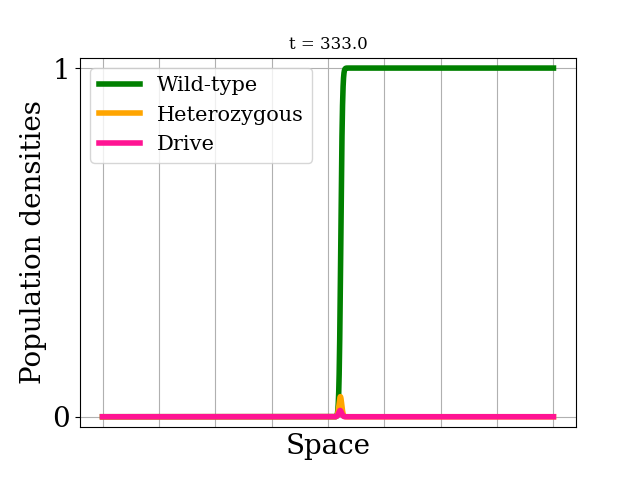 t = 333.0
1
Wild-type
Heterozygous
Drive
Population densities
0
Space